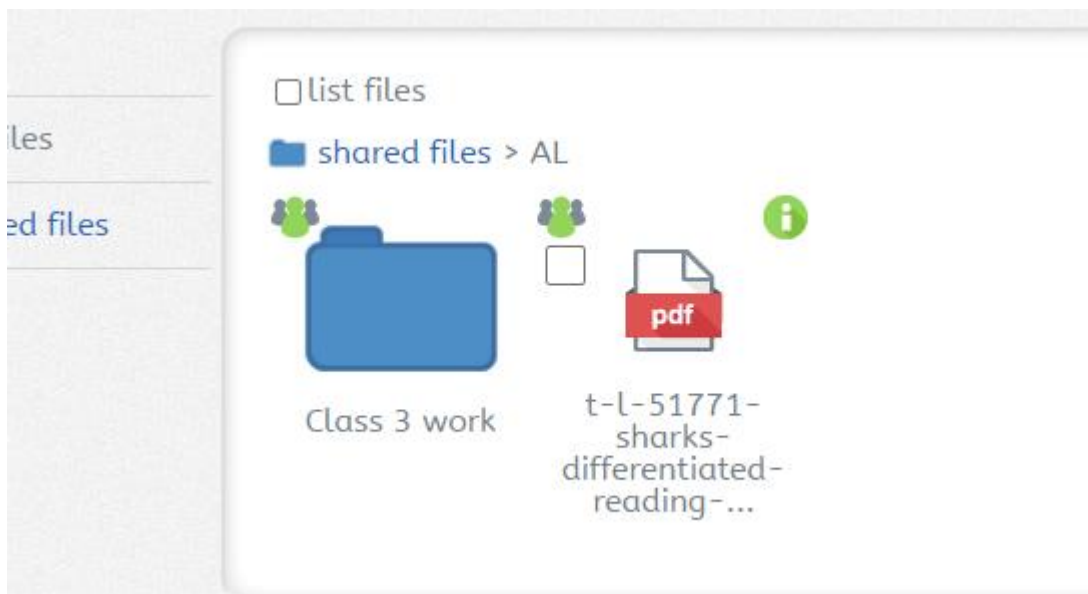 list files
iles
shared files > AL
ed files
pdf
Class 3 work
t-l-51771-
sharks-
differentiated-
reading-...